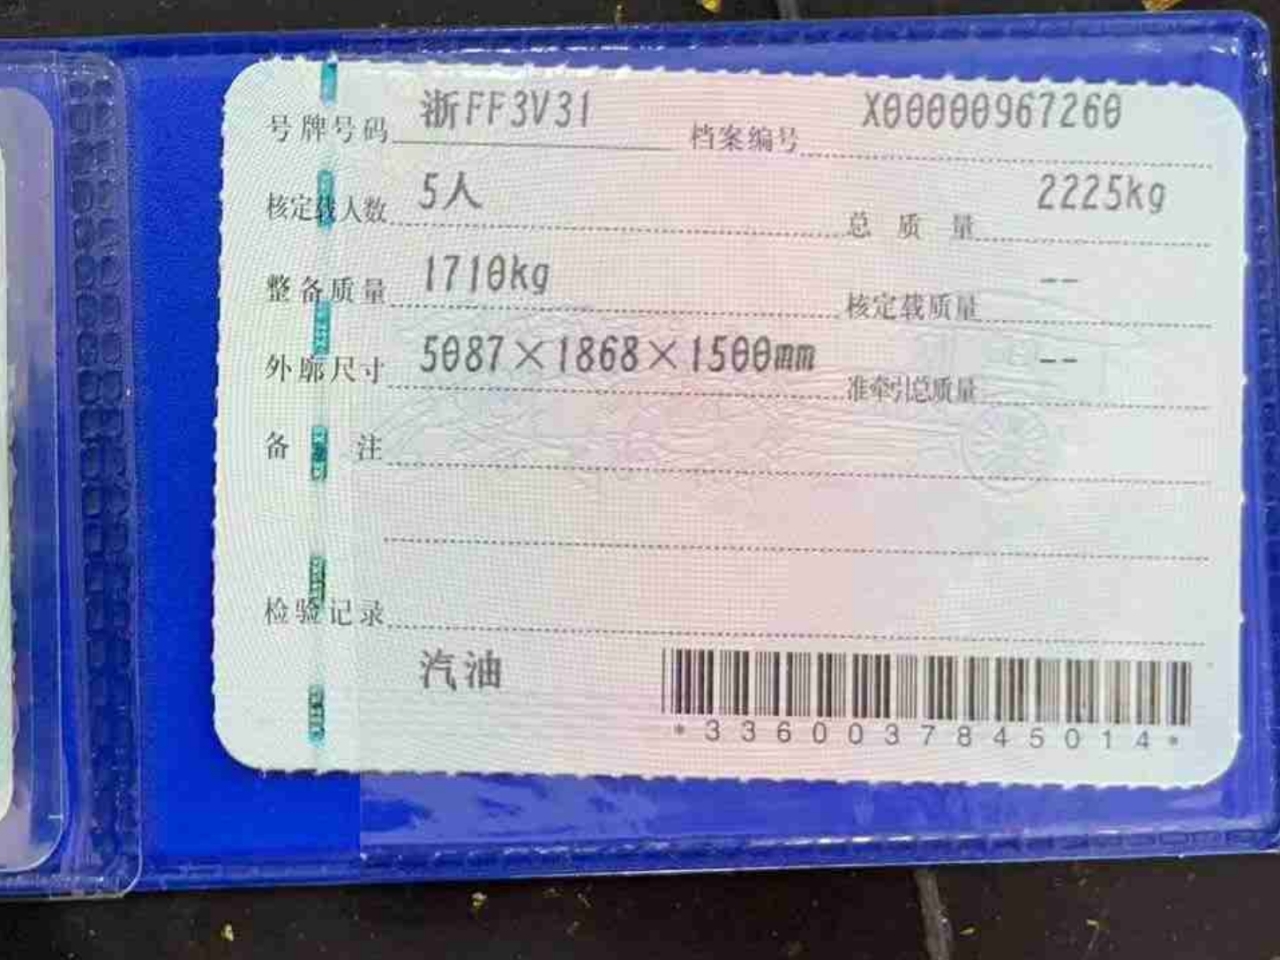 号牌号码 浙FF3V31 档案编号 X00000967260
核定载人数 5人 总质量 2225kg
整备质量 1710kg 核定载质量 --
外廓尺寸 5087×1868×1500mm 准牵引总质量 --
备注
检验记录
汽油
*3360037845014*